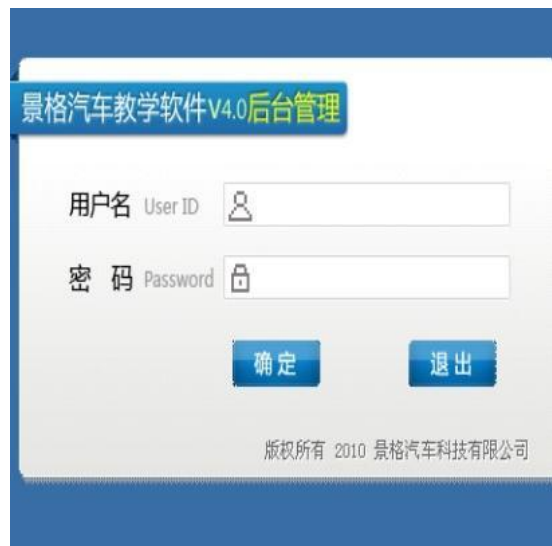 景格汽车教学软件V4.0后台管理
用户名 User ID
密 码 Password
确定 退出
版权所有 2010 景格汽车科技有限公司